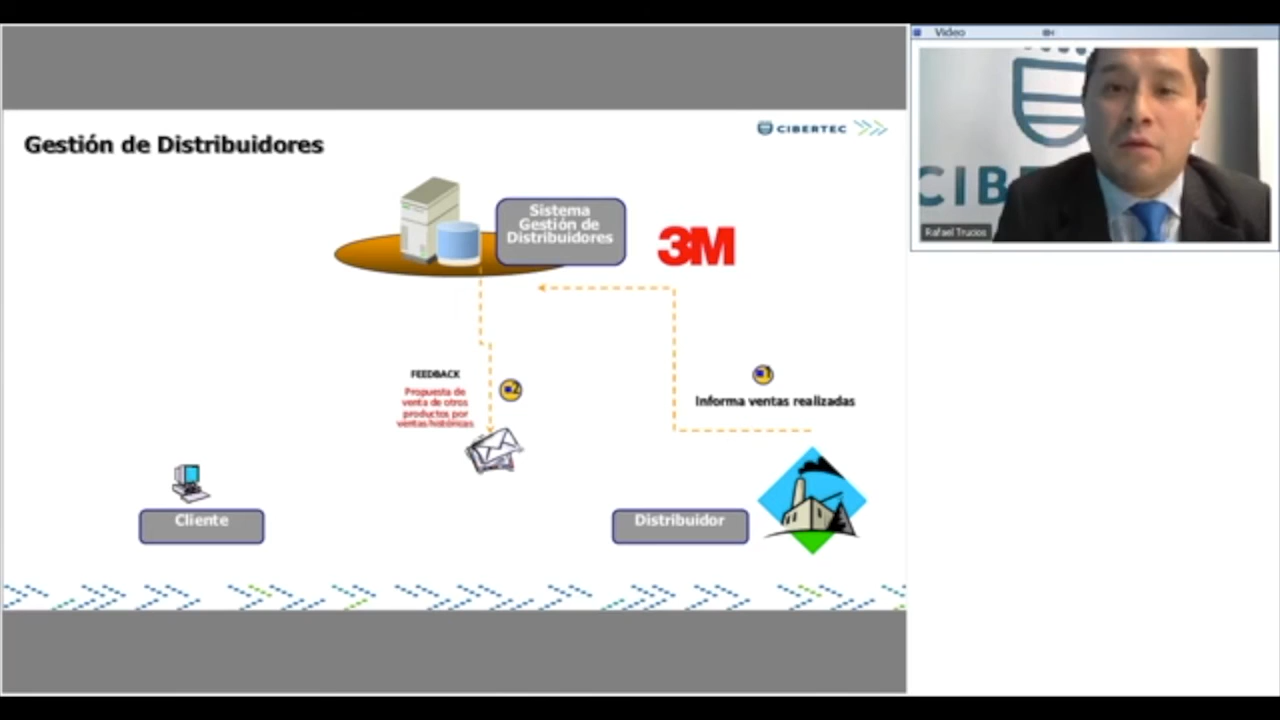 Video
Gestión de Distribuidores
CIBERTEC
Sistema
Gestión de
Distribuidores
3M
CIB
Rafael Trucios
FEEDBACK
Propuesta de
venta de otros
productos por
ventas históricas
2
1
Informa ventas realizadas
Cliente
Distribuidor